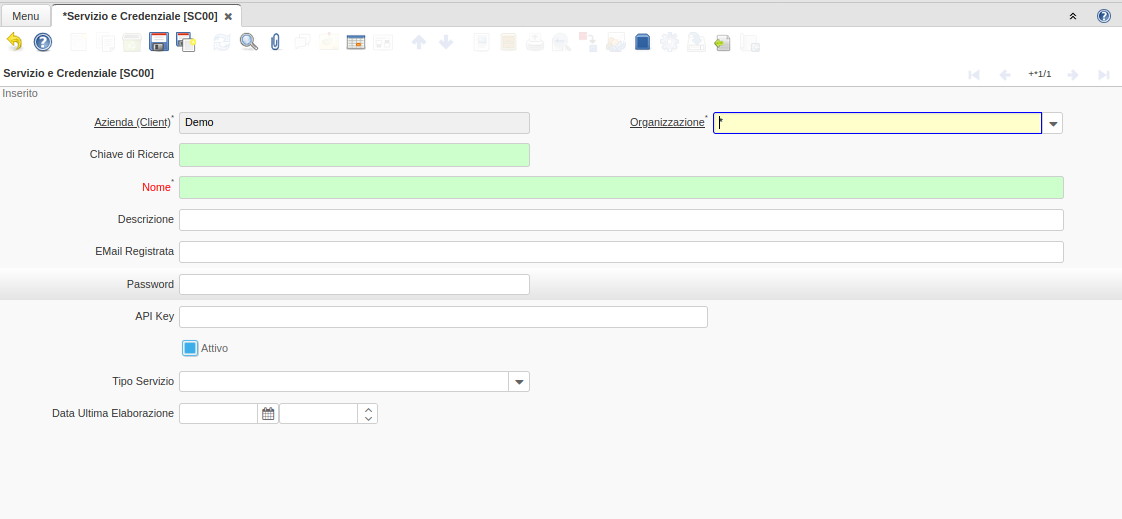 Menu
*Servizio e Credenziale [SC00]
Servizio e Credenziale [SC00]
+*1/1
Inserito
Azienda (Client)* Demo Organizzazione* *
Chiave di Ricerca
Nome*
Descrizione
EMail Registrata
Password
API Key
Attivo
Tipo Servizio
Data Ultima Elaborazione